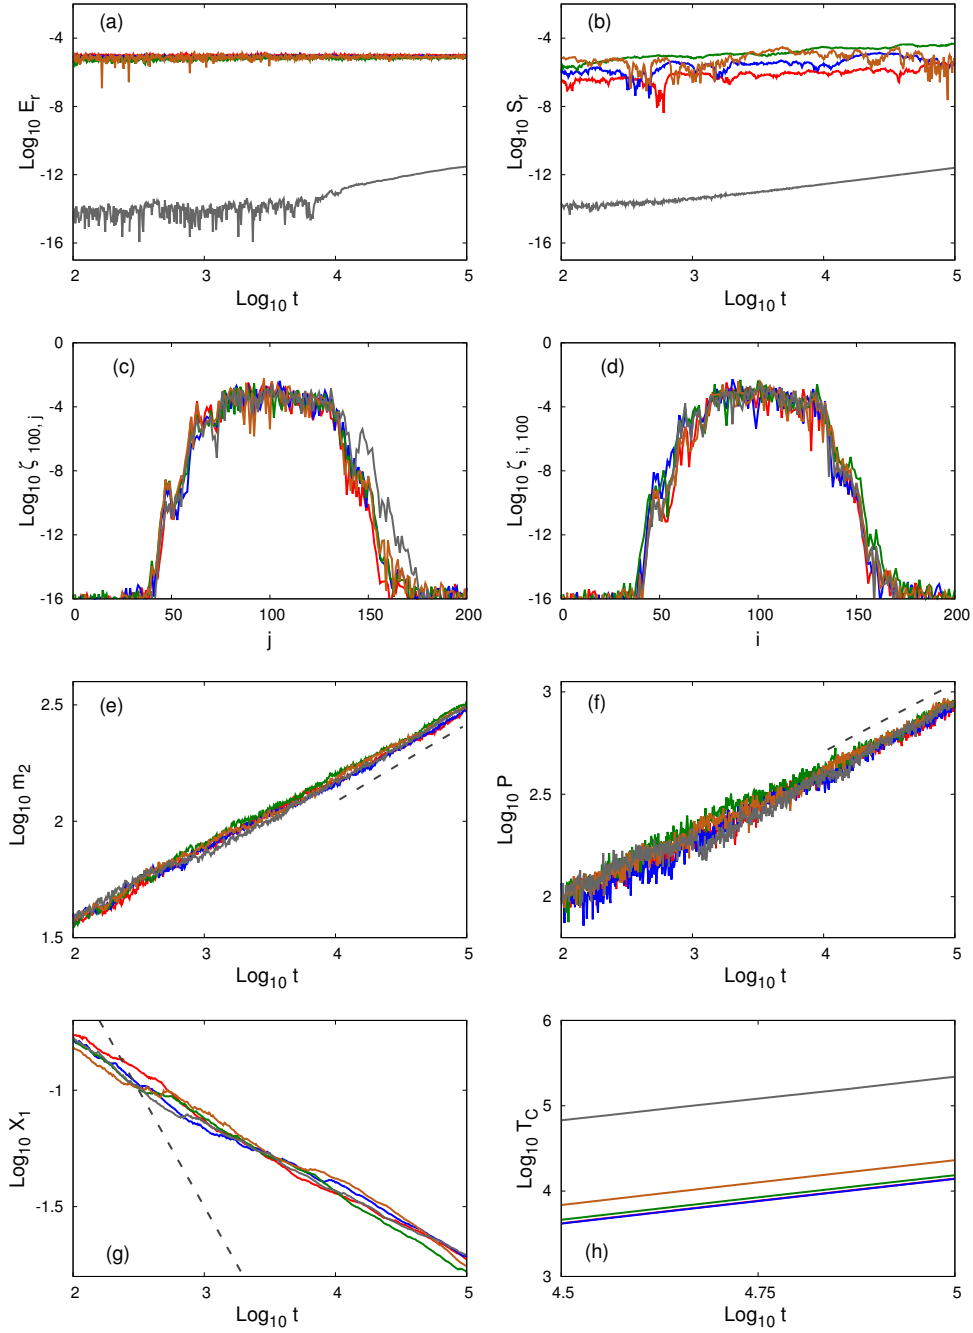 (a)
-4
-8
-12
-16
Log10 Er
2 3 4 5
Log10 t
(b)
-4
-8
-12
-16
Log10 Sr
2 3 4 5
Log10 t
(c)
0
-4
-8
-12
-16
Log10 ζ 100, j
0 50 100 150 200
j
(d)
0
-4
-8
-12
-16
Log10 ζ i, 100
0 50 100 150 200
i
(e)
2.5
2
1.5
Log10 m2
2 3 4 5
Log10 t
(f)
3
2.5
2
Log10 P
2 3 4 5
Log10 t
-1
-1.5
Log10 X1
(g)
2 3 4 5
Log10 t
6
5
4
3
Log10 TC
(h)
4.5 4.75 5
Log10 t